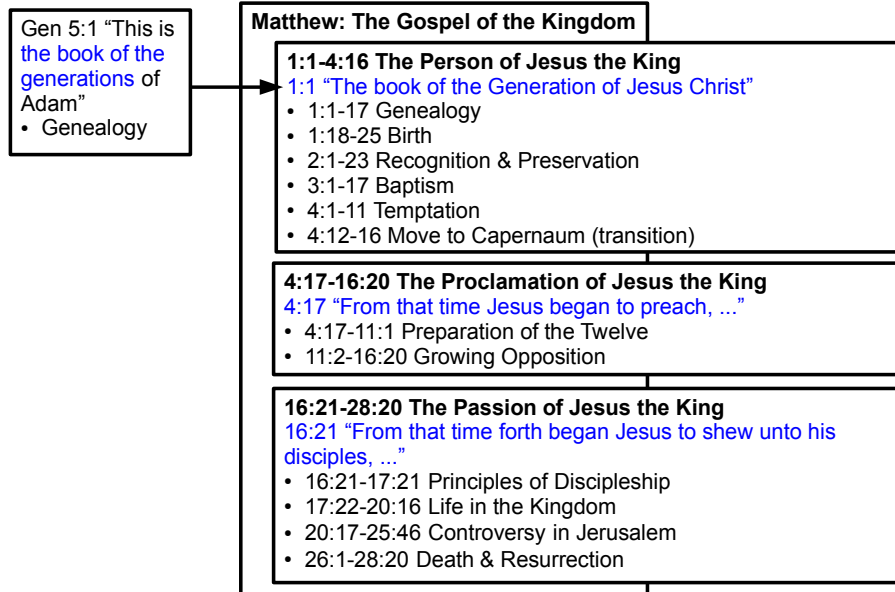 Gen 5:1 “This is
the book of the
generations of
Adam”
• Genealogy
Matthew: The Gospel of the Kingdom
1:1-4:16 The Person of Jesus the King
1:1 “The book of the Generation of Jesus Christ”
• 1:1-17 Genealogy
• 1:18-25 Birth
• 2:1-23 Recognition & Preservation
• 3:1-17 Baptism
• 4:1-11 Temptation
• 4:12-16 Move to Capernaum (transition)
4:17-16:20 The Proclamation of Jesus the King
4:17 “From that time Jesus began to preach, ...”
• 4:17-11:1 Preparation of the Twelve
• 11:2-16:20 Growing Opposition
16:21-28:20 The Passion of Jesus the King
16:21 “From that time forth began Jesus to shew unto his
disciples, ...”
• 16:21-17:21 Principles of Discipleship
• 17:22-20:16 Life in the Kingdom
• 20:17-25:46 Controversy in Jerusalem
• 26:1-28:20 Death & Resurrection